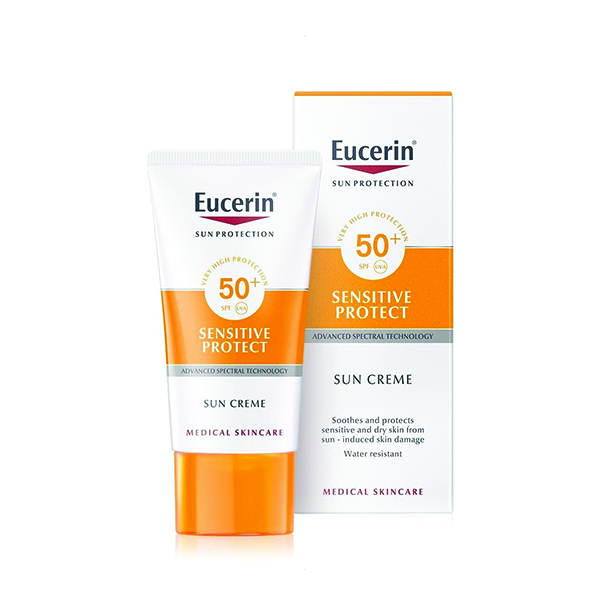 Eucerin®
SUN PROTECTION
VERY HIGH PROTECTION
50+
SPF UVA
SENSITIVE
PROTECT
ADVANCED SPECTRAL TECHNOLOGY
SUN CREME
MEDICAL SKINCARE
Eucerin®
SUN PROTECTION
VERY HIGH PROTECTION
50+
SPF UVA
SENSITIVE
PROTECT
ADVANCED SPECTRAL TECHNOLOGY
SUN CREME
Soothes and protects
sensitive and dry skin from
sun - induced skin damage
Water resistant
MEDICAL SKINCARE